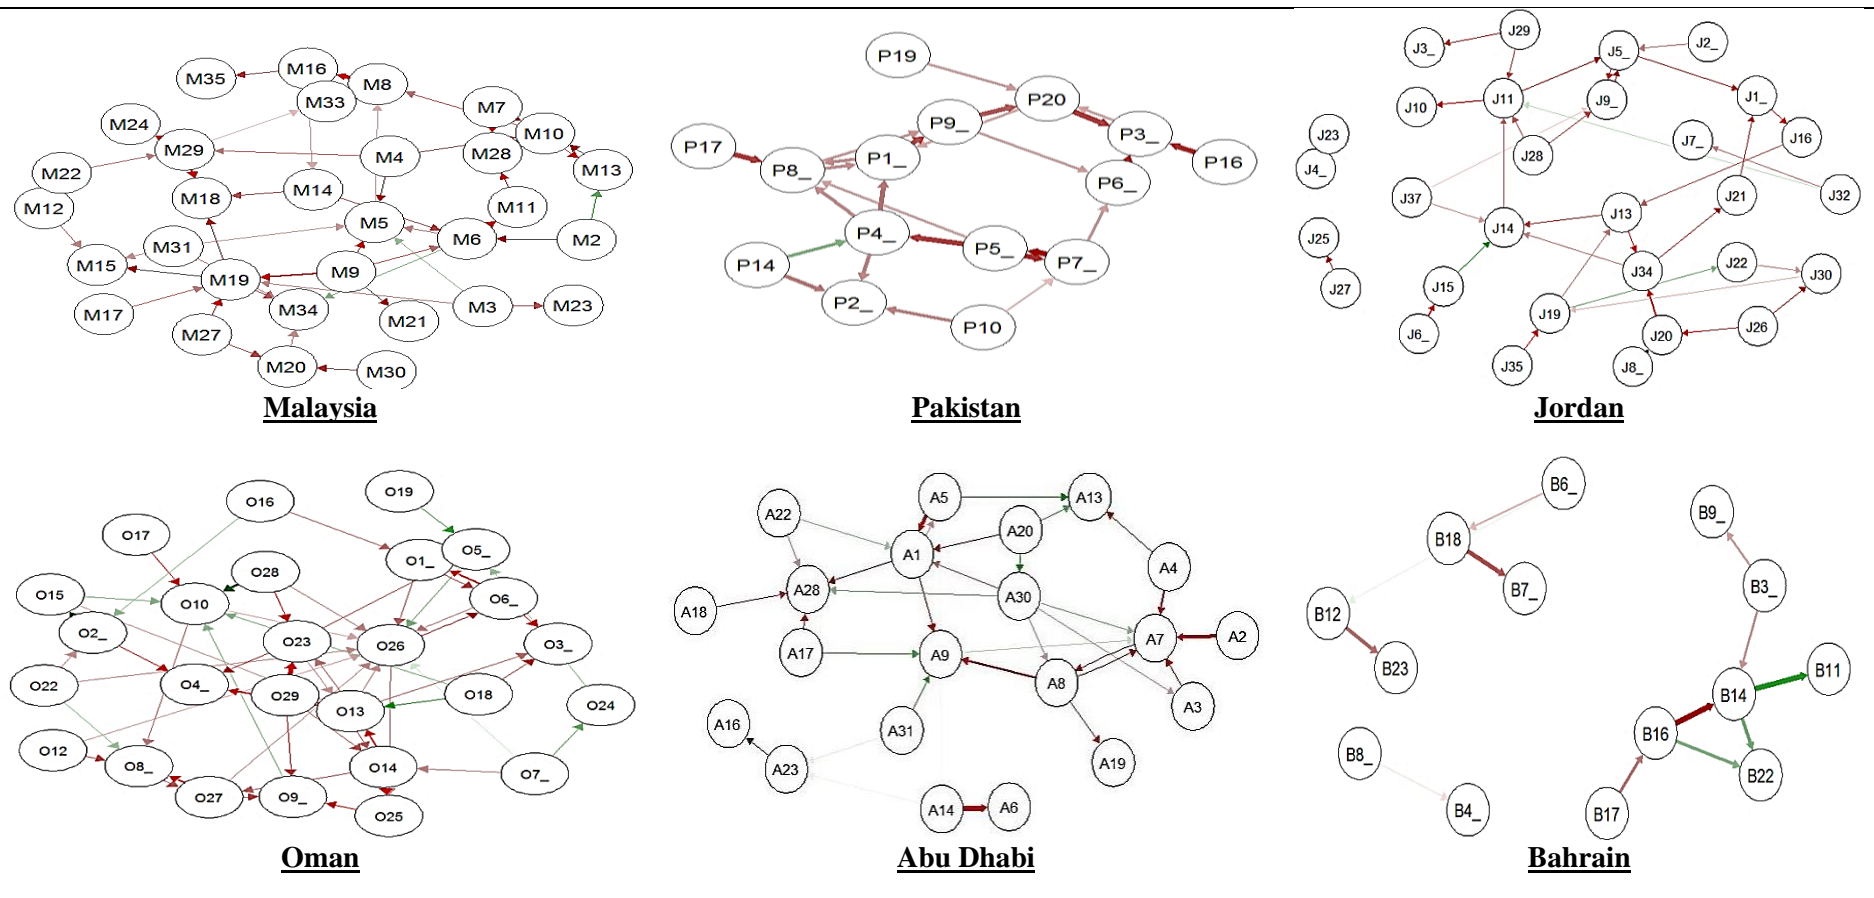 M35
M16
M8
M33
M7
M24
M10
M29
M28
M4
M22
M13
M14
M18
M12
M11
M5
M31
M6
M2
M15
M19
M9
M17
M34
M3
M23
M27
M21
M20
M30
Malaysia
P19
P20
P9_
P3_
P17
P1_
P16
P8_
P6_
P4_
P5_
P14
P7_
P2_
P10
Pakistan
J29
J3_
J5_
J2_
J10
J11
J9_
J1_
J23
J16
J4_
J28
J7_
J37
J21
J32
J14
J13
J25
J34
J22
J30
J27
J15
J19
J6_
J20
J26
J35
J8_
Jordan
O19
O16
O17
O5_
O1_
O28
O15
O10
O6_
O2_
O23
O26
O3_
O22
O4_
O29
O18
O13
O24
O12
O8_
O14
O7_
O27
O9_
O25
Oman
A5
A13
A22
A20
A1
A4
A28
A30
A18
A7
A2
A17
A9
A8
A3
A16
A31
A23
A19
A14
A6
Abu Dhabi
B6_
B9_
B18
B7_
B3_
B12
B23
B11
B14
B16
B8_
B22
B4_
B17
Bahrain